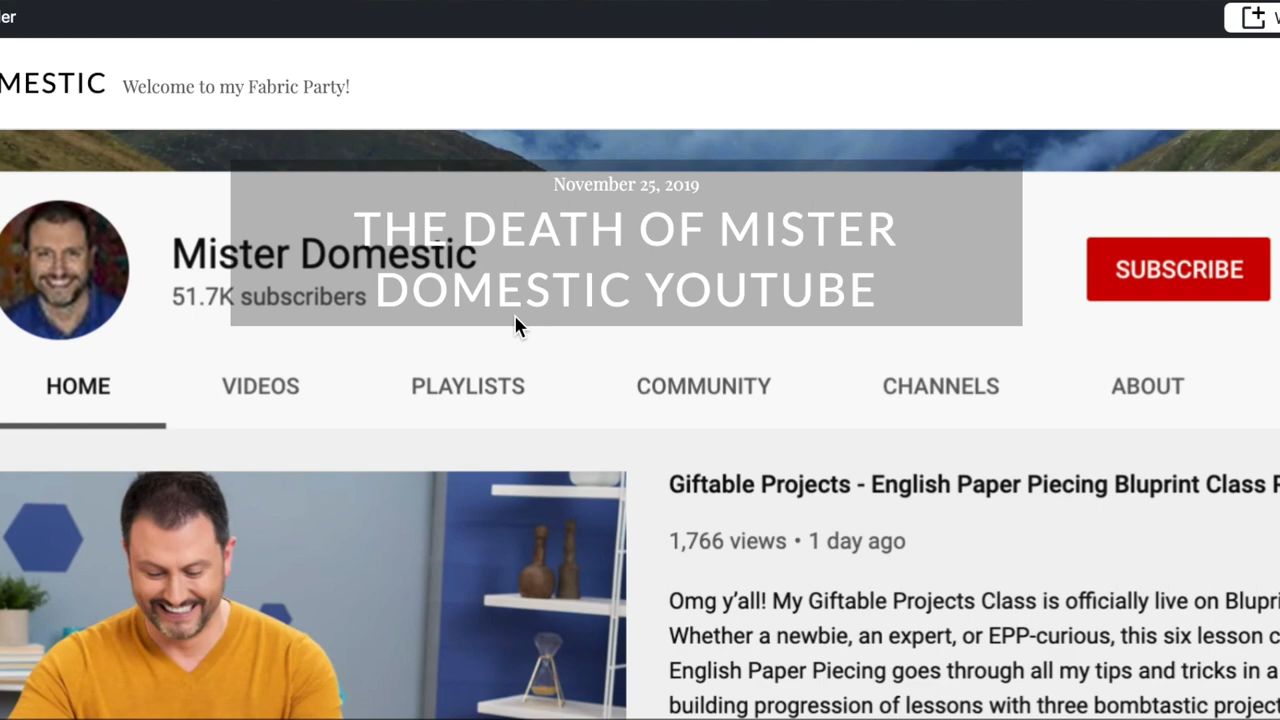 ler
MESTIC Welcome to my Fabric Party!
November 25, 2019
THE DEATH OF MISTER
DOMESTIC YOUTUBE
Mister Domestic
51.7K subscribers
SUBSCRIBE
HOME VIDEOS PLAYLISTS COMMUNITY CHANNELS ABOUT
Giftable Projects - English Paper Piecing Bluprint Class
1,766 views • 1 day ago
Omg y'all! My Giftable Projects Class is officially live on Blupri
Whether a newbie, an expert, or EPP-curious, this six lesson c
English Paper Piecing goes through all my tips and tricks in a
building progression of lessons with three bombtastic project